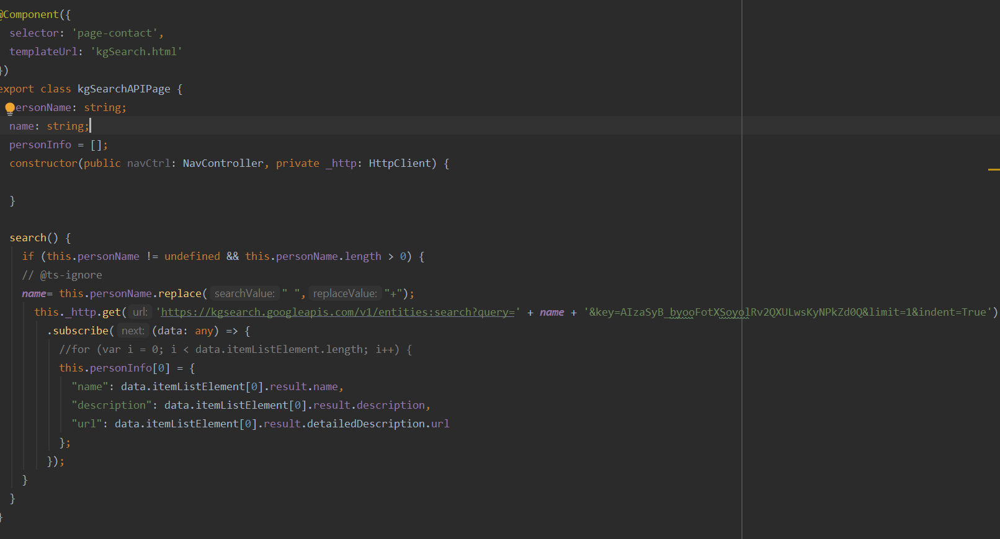 @Component({
selector: 'page-contact',
templateUrl: 'kgSearch.html'
})
export class kgSearchAPIPage {
ersonName: string;
name: string;
personInfo = [];
constructor(public navCtrl: NavController, private _http: HttpClient) {
}
search() {
if (this.personName != undefined && this.personName.length > 0) {
// @ts-ignore
name= this.personName.replace( searchValue: " ", replaceValue: "+");
this._http.get( url: 'https://kgsearch.googleapis.com/v1/entities:search?query=' + name + '&key=AIzaSyB_byooFotXSoyolRv2QXULwsKyNPkZd0Q&limit=1&indent=True')
.subscribe( next: (data: any) => {
//for (var i = 0; i < data.itemListElement.length; i++) {
this.personInfo[0] = {
"name": data.itemListElement[0].result.name,
"description": data.itemListElement[0].result.description,
"url": data.itemListElement[0].result.detailedDescription.url
};
});
}
}
}